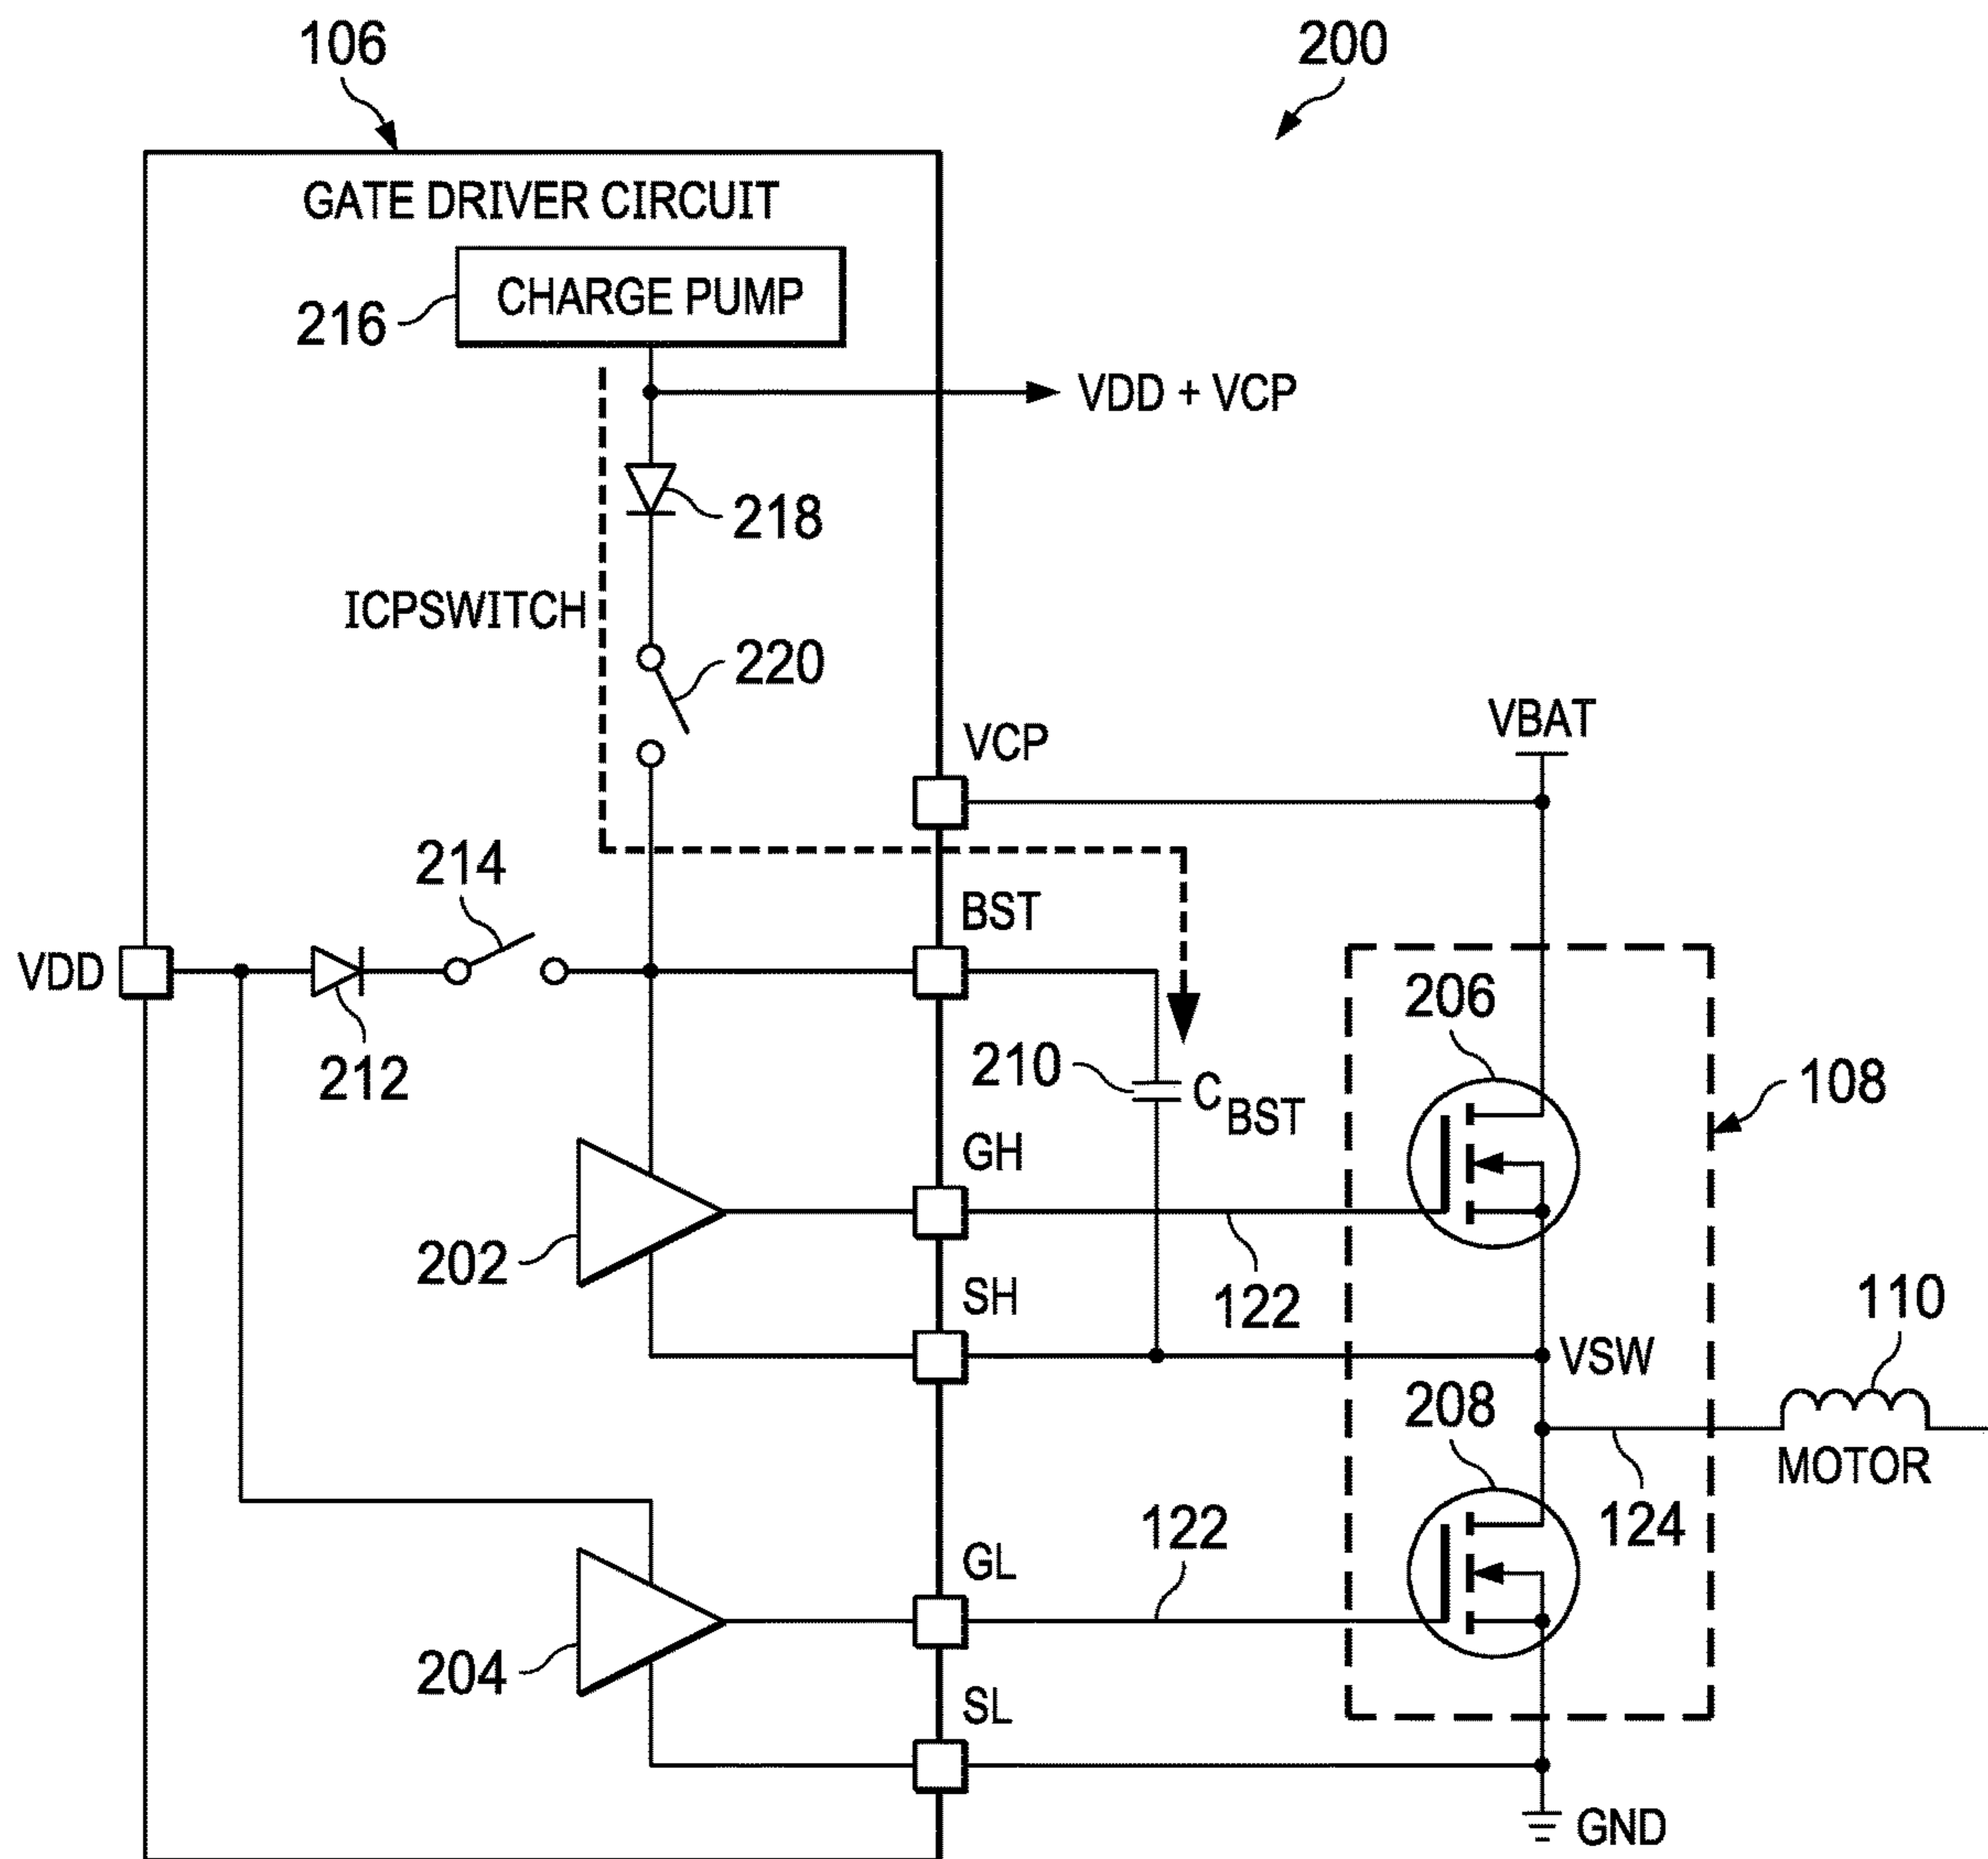 106
200
GATE DRIVER CIRCUIT
CHARGE PUMP
216
VDD + VCP
218
ICPSWITCH
220
VCP
VBAT
214
BST
VDD
206
212
210
C BST
108
GH
202
122
SH
110
VSW
208
MOTOR
124
122
GL
204
SL
GND